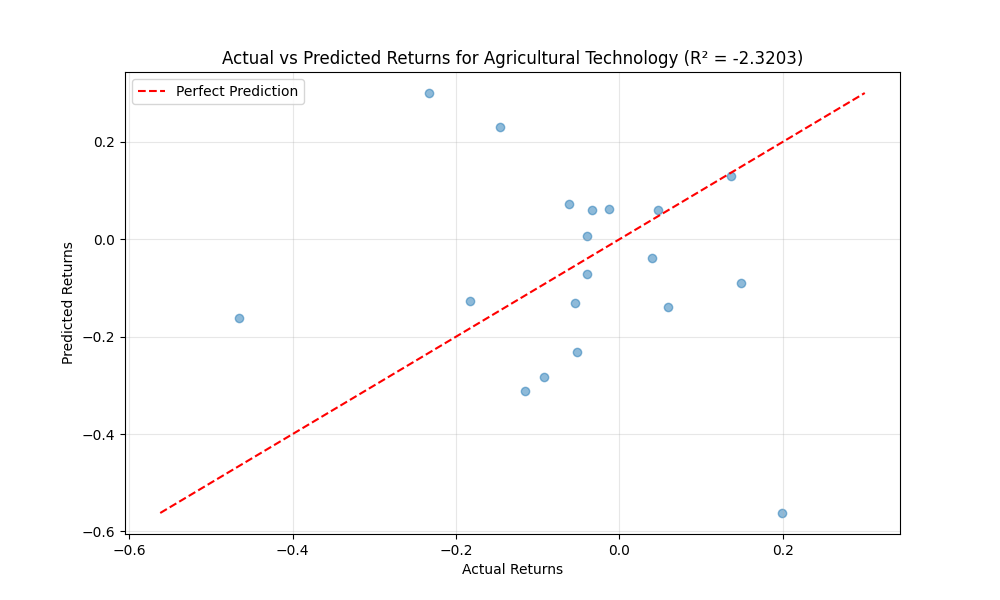 Actual vs Predicted Returns for Agricultural Technology (R² = -2.3203)
Perfect Prediction
Predicted Returns
0.2
0.0
−0.2
−0.4
−0.6
−0.6
−0.4
−0.2
0.0
0.2
Actual Returns